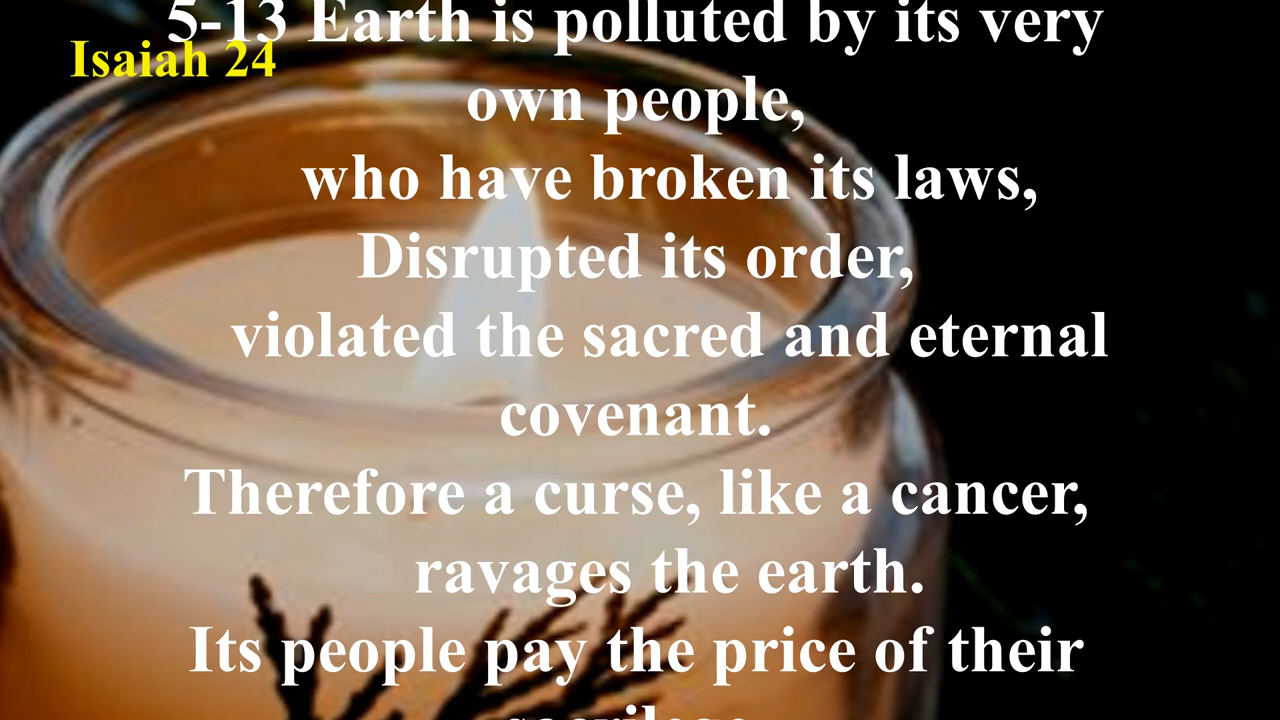 5-13 Earth is polluted by its very
Isaiah 24
own people,
who have broken its laws,
Disrupted its order,
violated the sacred and eternal
covenant.
Therefore a curse, like a cancer,
ravages the earth.
Its people pay the price of their